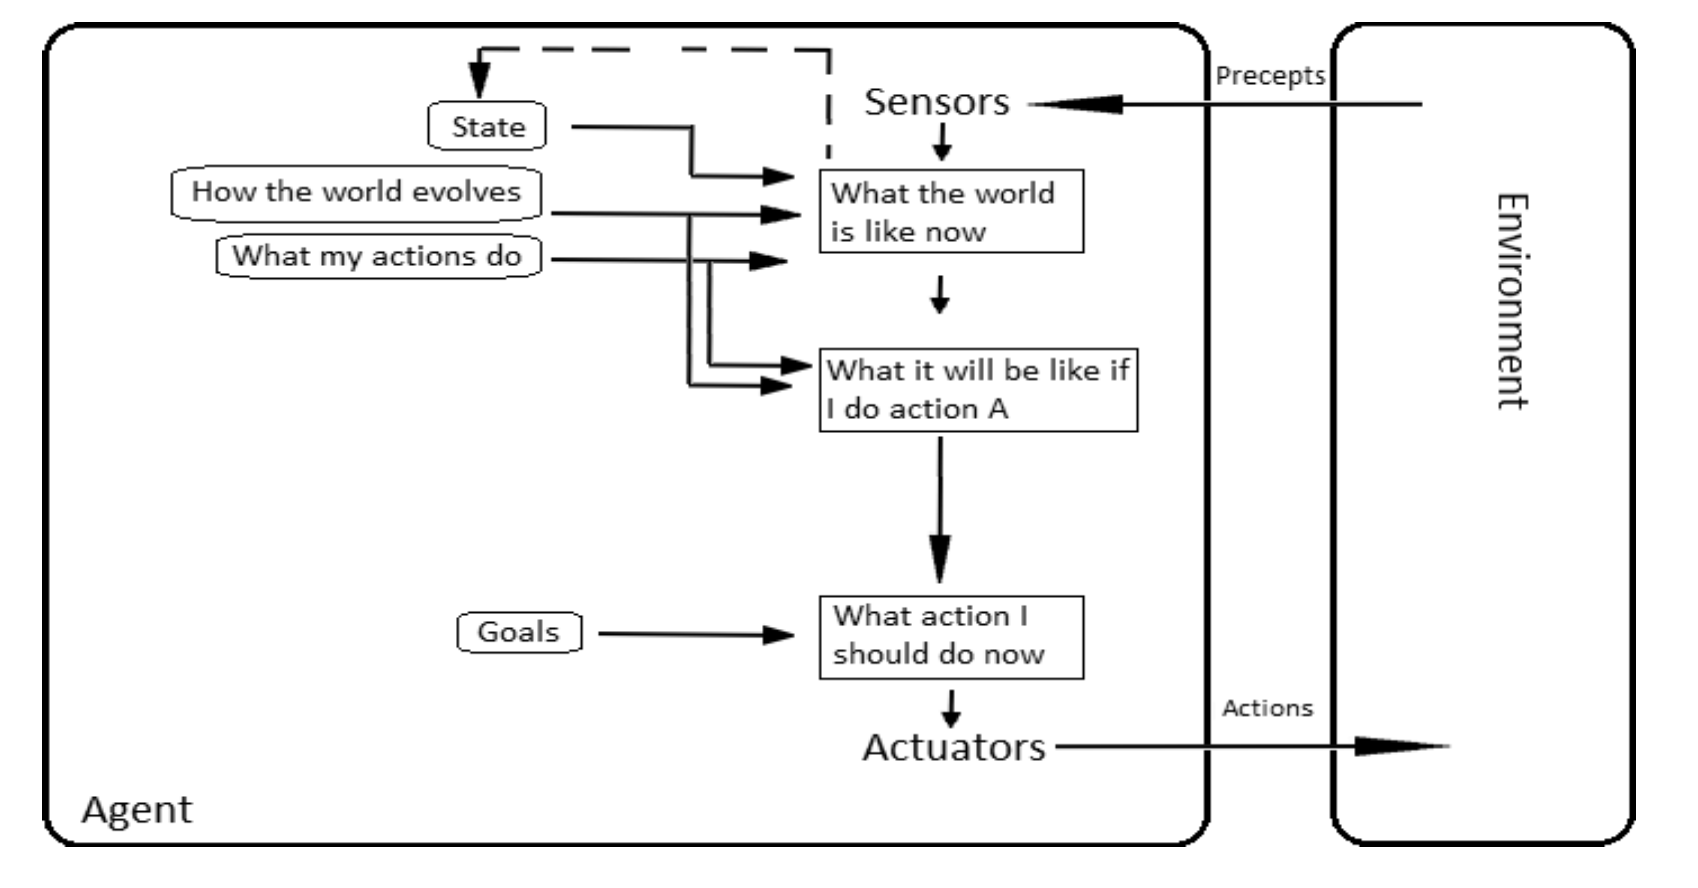 Precepts
Sensors
State
How the world evolves
What the world
is like now
What my actions do
Environment
What it will be like if
I do action A
What action I
should do now
Goals
Actions
Actuators
Agent